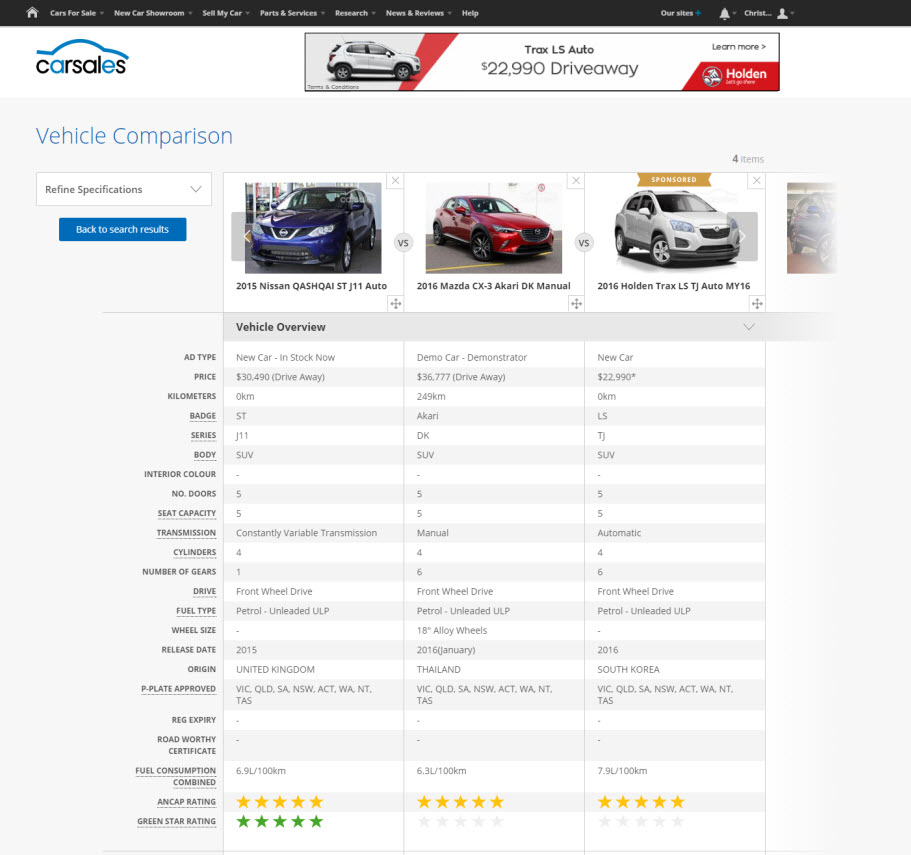 Cars For Sale New Car Showroom Sell My Car Parts & Services Research News & Reviews Help Our sites + Christ...
carsales
Trax LS Auto
$22,990 Driveaway
Terms & Conditions
Learn more >
Holden
Let's go there
Vehicle Comparison
4 items
Refine Specifications
Back to search results
SPONSORED
VS VS
2015 Nissan QASHQAI ST J11 Auto 2016 Mazda CX-3 Akari DK Manual 2016 Holden Trax LS TJ Auto MY16
Vehicle Overview
AD TYPE New Car - In Stock Now Demo Car - Demonstrator New Car
PRICE $30,490 (Drive Away) $36,777 (Drive Away) $22,990*
KILOMETERS 0km 249km 0km
BADGE ST Akari LS
SERIES J11 DK TJ
BODY SUV SUV SUV
INTERIOR COLOUR - - -
NO. DOORS 5 5 5
SEAT CAPACITY 5 5 5
TRANSMISSION Constantly Variable Transmission Manual Automatic
CYLINDERS 4 4 4
NUMBER OF GEARS 1 6 6
DRIVE Front Wheel Drive Front Wheel Drive Front Wheel Drive
FUEL TYPE Petrol - Unleaded ULP Petrol - Unleaded ULP Petrol - Unleaded ULP
WHEEL SIZE - 18" Alloy Wheels -
RELEASE DATE 2015 2016(January) 2016
ORIGIN UNITED KINGDOM THAILAND SOUTH KOREA
P-PLATE APPROVED VIC, QLD, SA, NSW, ACT, WA, NT, VIC, QLD, SA, NSW, ACT, WA, NT, VIC, QLD, SA, NSW, ACT, WA, NT,
TAS TAS TAS
REG EXPIRY - - -
ROAD WORTHY - - -
CERTIFICATE
FUEL CONSUMPTION 6.9L/100km 6.3L/100km 7.9L/100km
COMBINED
ANCAP RATING
GREEN STAR RATING